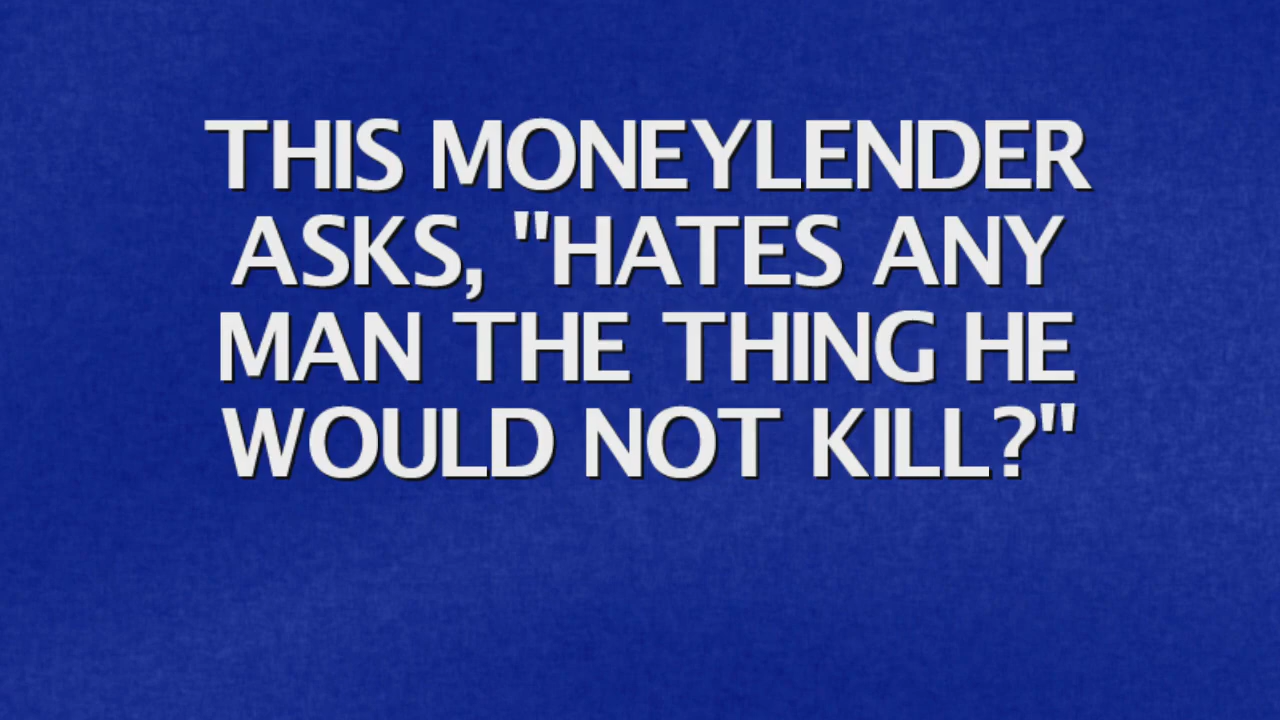 THIS MONEYLENDER
ASKS, "HATES ANY
MAN THE THING HE
WOULD NOT KILL?"